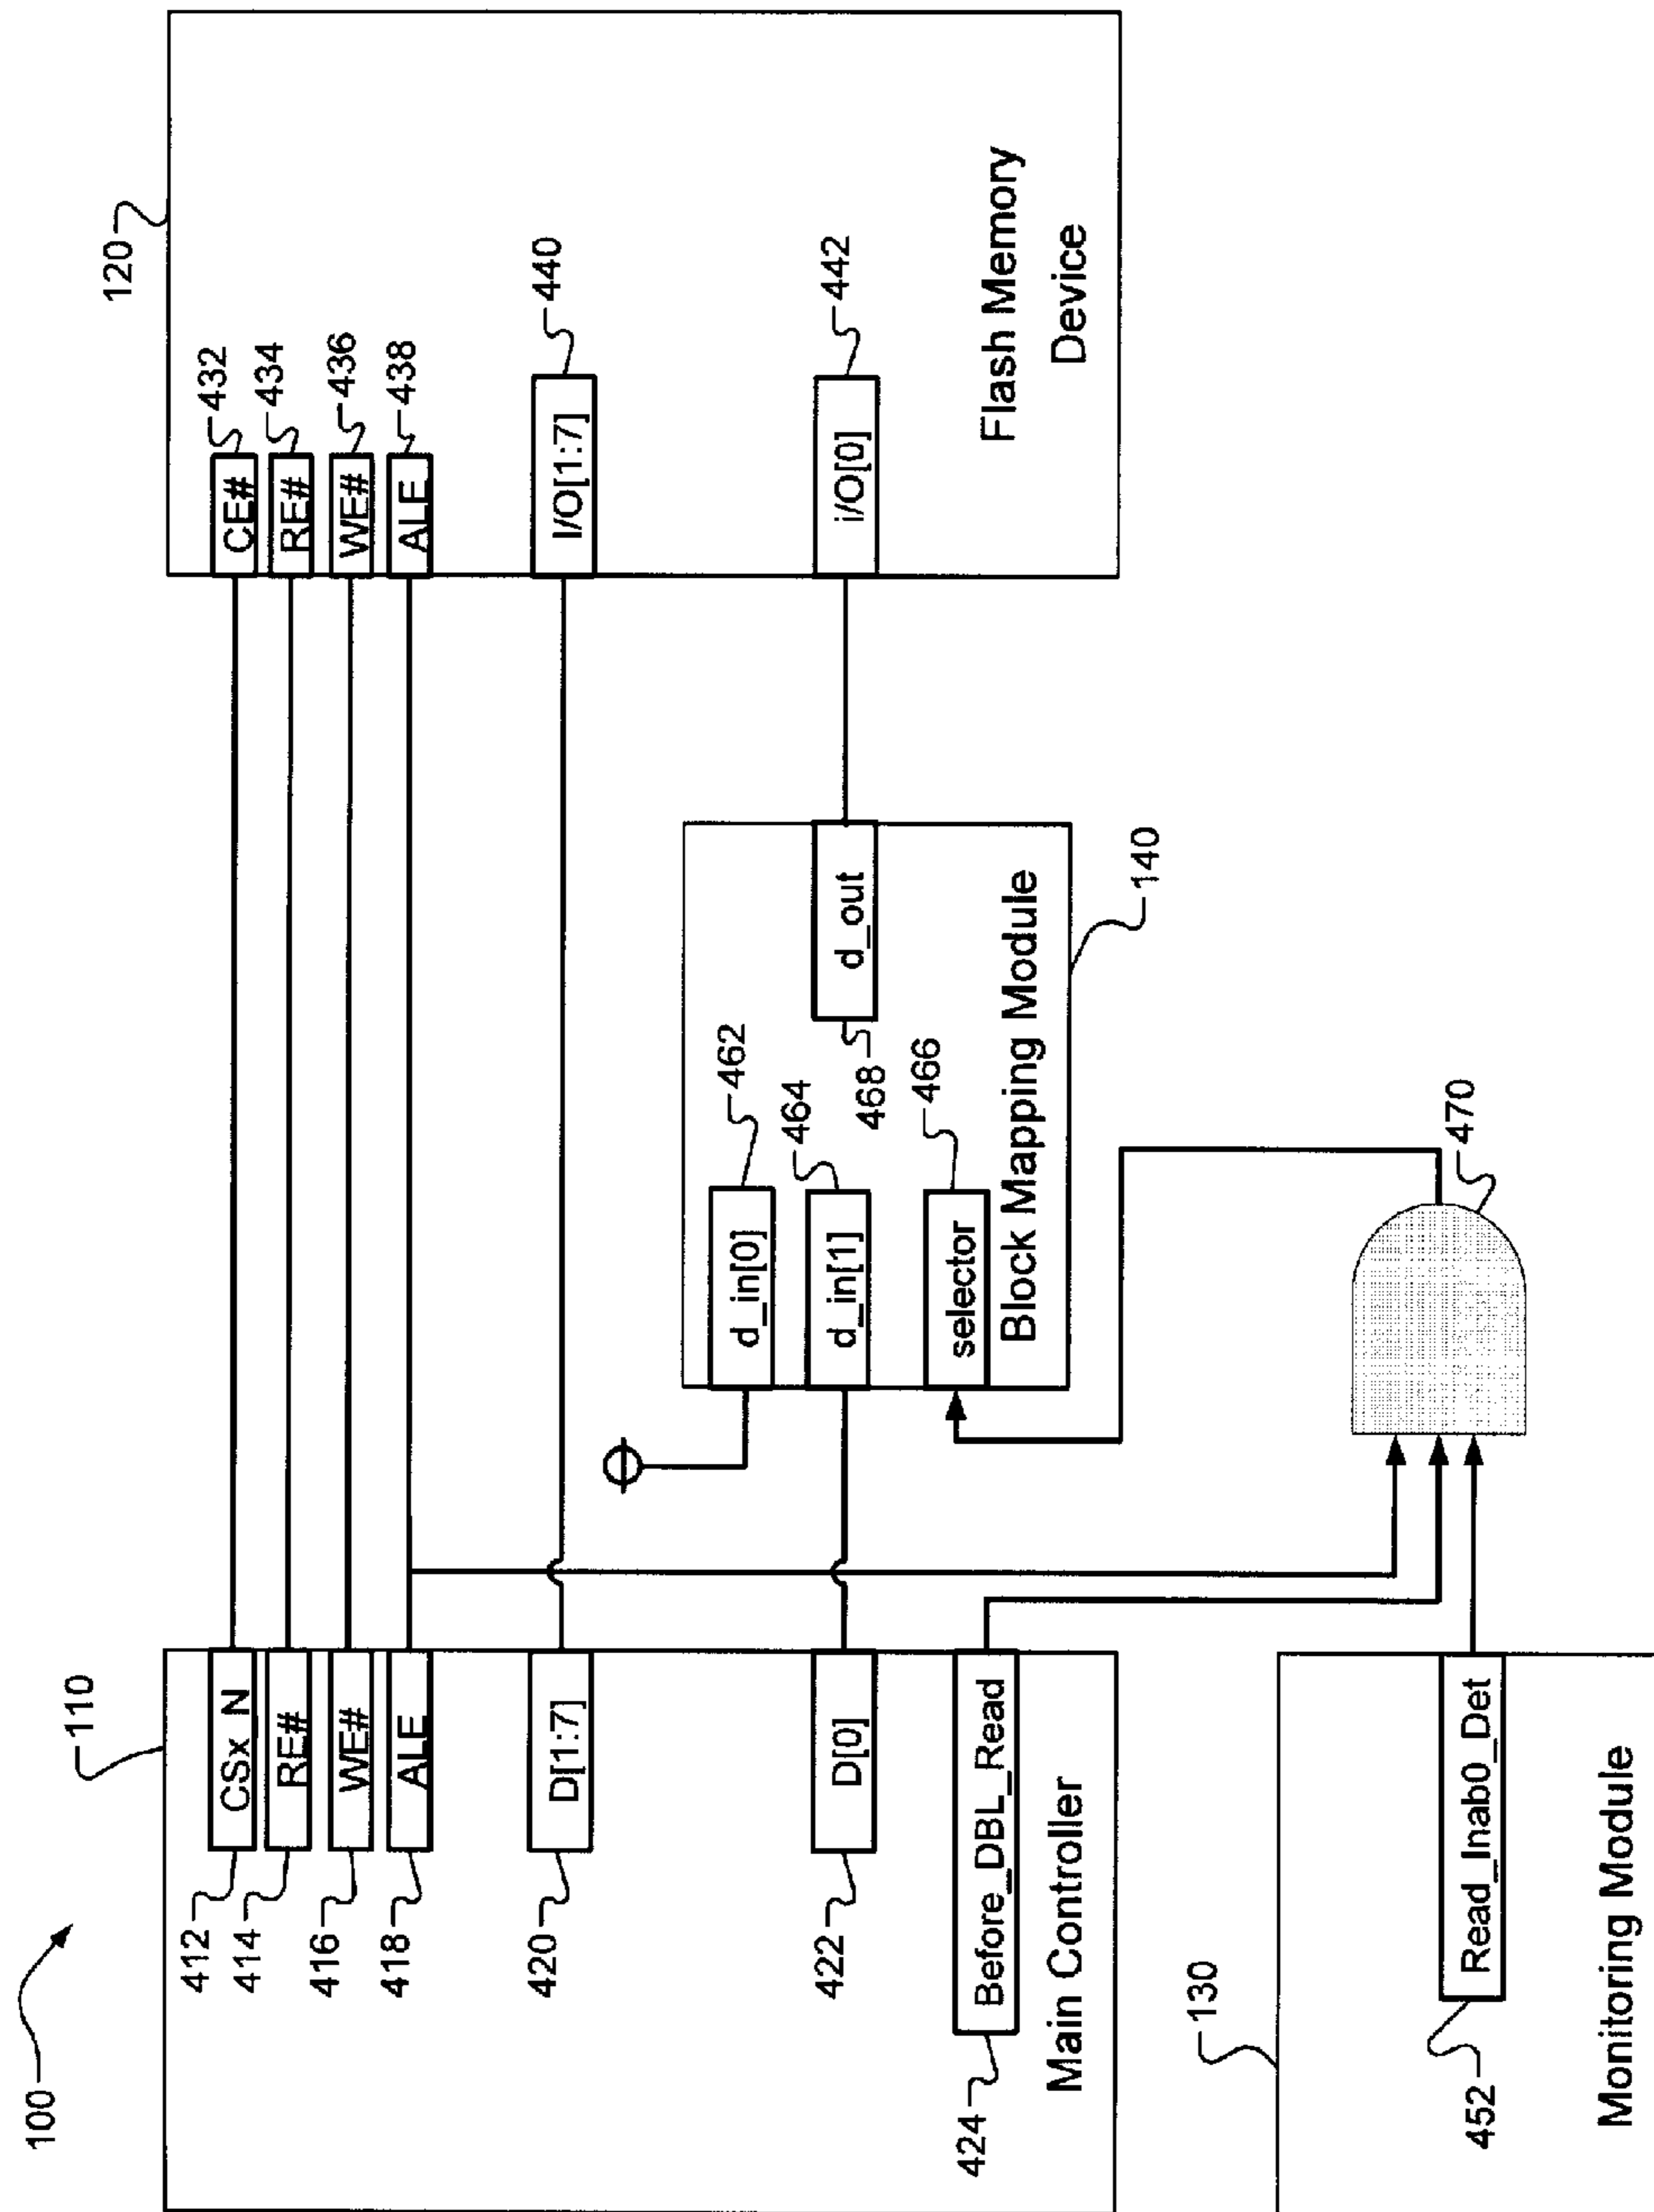 100
110
120
CSx_N
RE#
WE#
ALE
D[1:7]
D[0]
Before_DBL_Read
Main Controller
412
414
416
418
420
422
424
CE#
RE#
WE#
ALE
I/O[1:7]
i/O[0]
432
434
436
438
440
442
Flash Memory
Device
d_in[0]
d_in[1]
selector
d_out
462
464
466
468
Block Mapping Module
140
470
130
Read_Inab0_Det
452
Monitoring Module